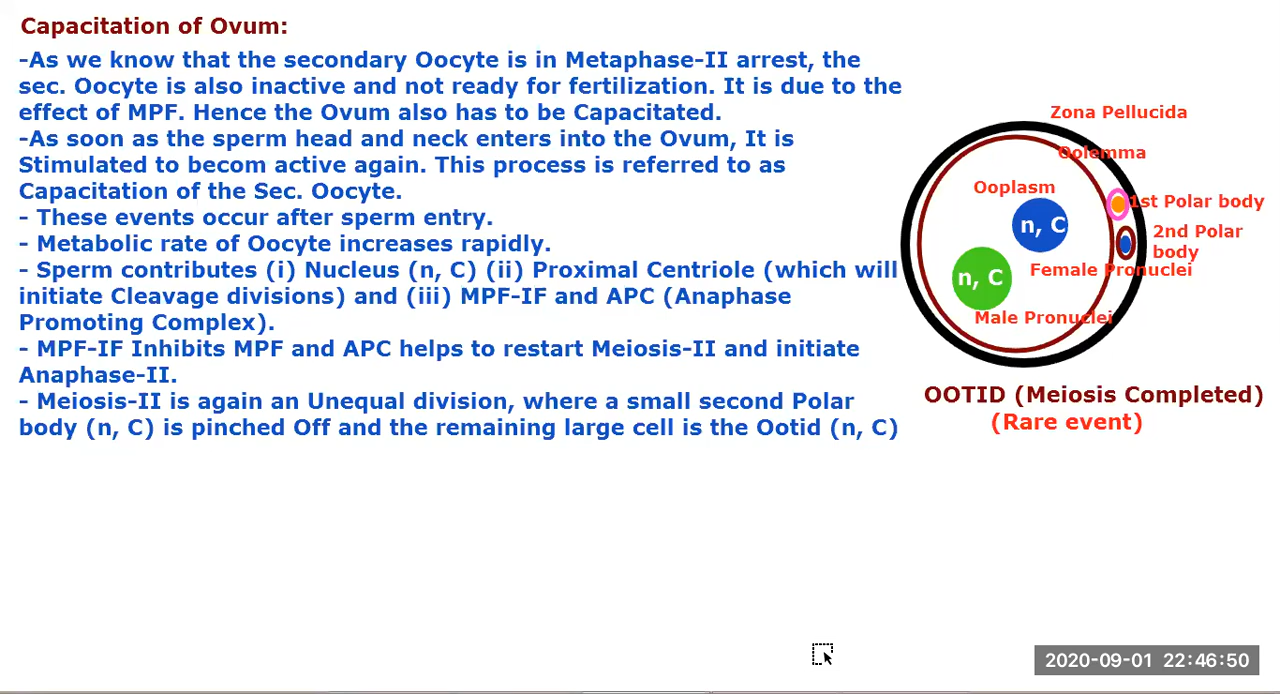 Capacitation of Ovum:
-As we know that the secondary Oocyte is in Metaphase-II arrest, the
sec. Oocyte is also inactive and not ready for fertilization. It is due to the
effect of MPF. Hence the Ovum also has to be Capacitated.
-As soon as the sperm head and neck enters into the Ovum, It is
Stimulated to becom active again. This process is referred to as
Capacitation of the Sec. Oocyte.
- These events occur after sperm entry.
- Metabolic rate of Oocyte increases rapidly.
- Sperm contributes (i) Nucleus (n, C) (ii) Proximal Centriole (which will
initiate Cleavage divisions) and (iii) MPF-IF and APC (Anaphase
Promoting Complex).
- MPF-IF Inhibits MPF and APC helps to restart Meiosis-II and initiate
Anaphase-II.
- Meiosis-II is again an Unequal division, where a small second Polar
body (n, C) is pinched Off and the remaining large cell is the Ootid (n, C)
Zona Pellucida
Oolemma
Ooplasm
1st Polar body
n, C
2nd Polar
body
Female Pronuclei
n, C
Male Pronuclei
OOTID (Meiosis Completed)
(Rare event)
2020-09-01 22:46:50